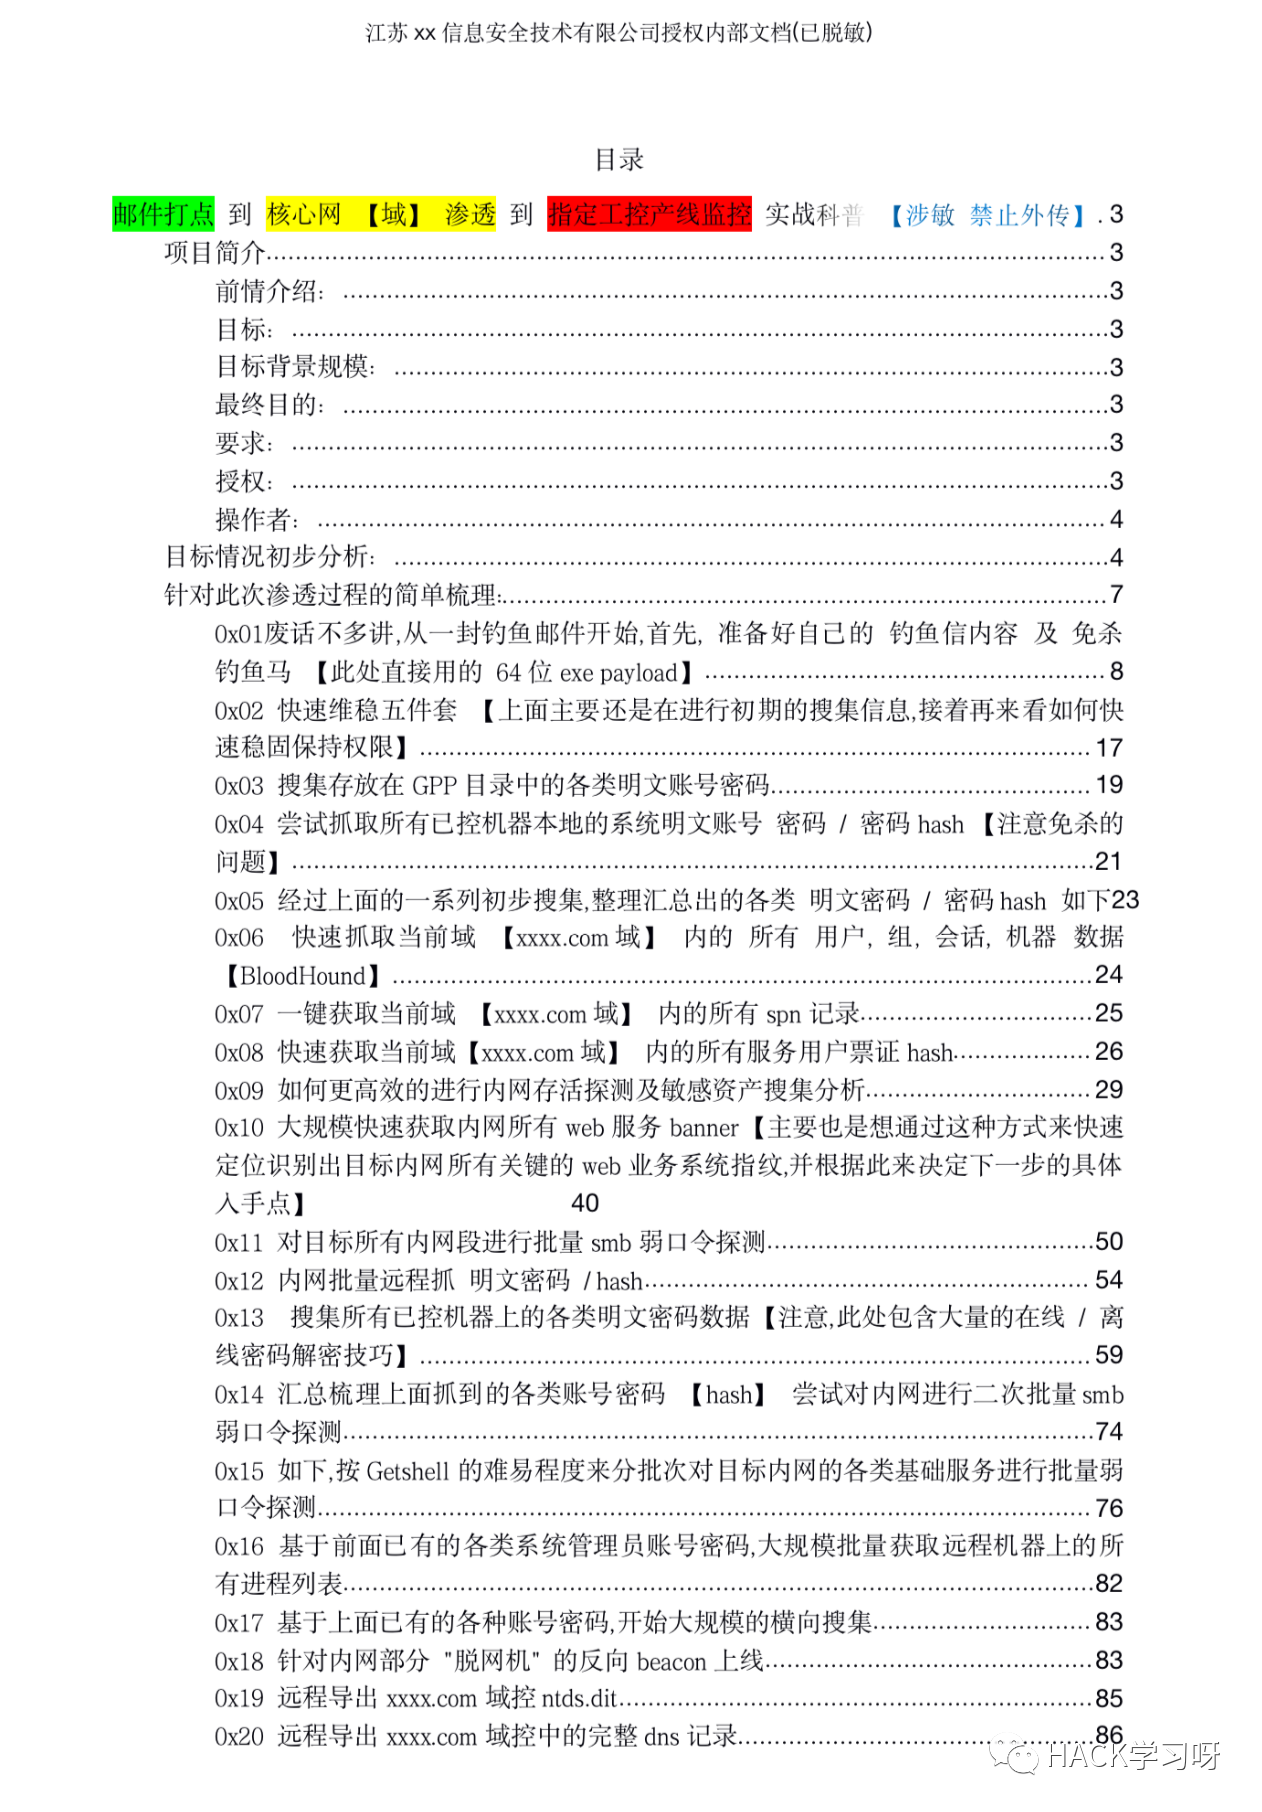 江苏 xx 信息安全技术有限公司授权内部文档(已脱敏)
目录
邮件打点 到 核心网 【域】 渗透 到 指定工控产线监控 实战科普 【涉敏 禁止外传】. 3
项目简介........................................ 3
前情介绍： ........................................3
目标： ........................................3
目标背景规模： ........................................3
最终目的： ........................................3
要求： ........................................3
授权： ........................................3
操作者： ........................................4
目标情况初步分析： ........................................4
针对此次渗透过程的简单梳理:........................................7
0x01废话不多讲,从一封钓鱼邮件开始,首先, 准备好自己的 钓鱼信内容 及 免杀
钓鱼马 【此处直接用的 64 位 exe payload】........................................8
0x02 快速维稳五件套 【上面主要还是在进行初期的搜集信息,接着再来看如何快
速稳固保持权限】........................................17
0x03 搜集存放在 GPP 目录中的各类明文账号密码........................................19
0x04 尝试抓取所有已控机器本地的系统明文账号 密码 / 密码 hash 【注意免杀的
问题】........................................21
0x05 经过上面的一系列初步搜集,整理汇总出的各类 明文密码 / 密码 hash 如下23
0x06 快速抓取当前域 【xxxx.com 域】 内的 所有 用户, 组, 会话, 机器 数据
【BloodHound】........................................24
0x07 一键获取当前域 【xxxx.com 域】 内的所有 spn 记录........................................25
0x08 快速获取当前域【xxxx.com 域】 内的所有服务用户票证 hash........................................26
0x09 如何更高效的进行内网存活探测及敏感资产搜集分析........................................29
0x10 大规模快速获取内网所有 web 服务 banner【主要也是想通过这种方式来快速
定位识别出目标内网所有关键的 web 业务系统指纹,并根据此来决定下一步的具体
入手点】 40
0x11 对目标所有内网段进行批量 smb 弱口令探测........................................50
0x12 内网批量远程抓 明文密码 / hash........................................54
0x13 搜集所有已控机器上的各类明文密码数据【注意,此处包含大量的在线 / 离
线密码解密技巧】........................................59
0x14 汇总梳理上面抓到的各类账号密码 【hash】 尝试对内网进行二次批量 smb
弱口令探测........................................74
0x15 如下,按 Getshell 的难易程度来分批次对目标内网的各类基础服务进行批量弱
口令探测........................................76
0x16 基于前面已有的各类系统管理员账号密码,大规模批量获取远程机器上的所
有进程列表........................................82
0x17 基于上面已有的各种账号密码,开始大规模的横向搜集........................................83
0x18 针对内网部分 "脱网机" 的反向 beacon 上线........................................83
0x19 远程导出 xxxx.com 域控 ntds.dit........................................85
0x20 远程导出 xxxx.com 域控中的完整 dns 记录........................................86
HACK学习呀